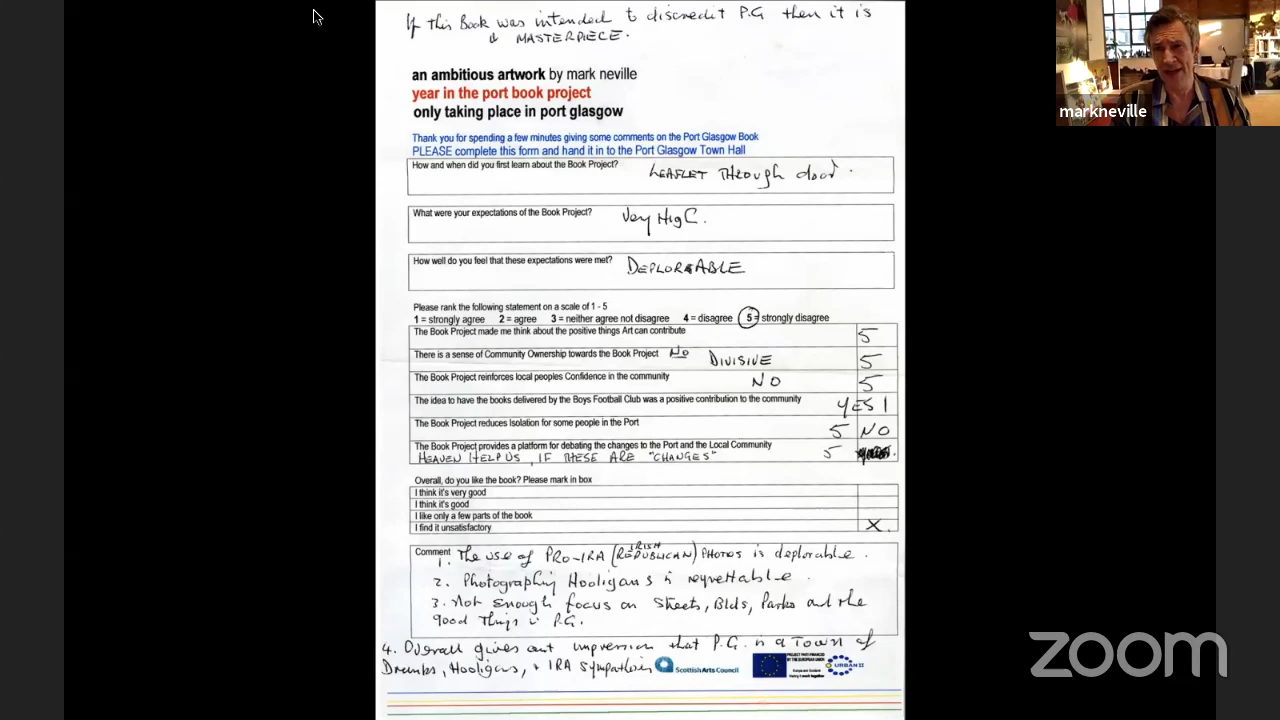 If this Book was intended to discredit P.G then it is
a MASTERPIECE.
an ambitious artwork by mark neville
year in the port book project
only taking place in port glasgow
markneville
Thank you for spending a few minutes giving some comments on the Port Glasgow Book
PLEASE complete this form and hand it in to the Port Glasgow Town Hall
How and when did you first learn about the Book Project? LEAFLET THROUGH door.
What were your expectations of the Book Project? Very High.
How well do you feel that these expectations were met? DEPLOREABLE
Please rank the following statement on a scale of 1 - 5
1 = strongly agree 2 = agree 3 = neither agree not disagree 4 = disagree 5 = strongly disagree
The Book Project made me think about the positive things Art can contribute 5
There is a sense of Community Ownership towards the Book Project NO DIVISIVE 5
The Book Project reinforces local peoples Confidence in the community NO 5
The idea to have the books delivered by the Boys Football Club was a positive contribution to the community YES 1
The Book Project reduces Isolation for some people in the Port 5 NO
The Book Project provides a platform for debating the changes to the Port and the Local Community
HEAVEN HELP US, IF THESE ARE "CHANGES" 5
Overall, do you like the book? Please mark in box
I think it's very good
I think it's good
I like only a few parts of the book
I find it unsatisfactory X
Comment 1. The use of PRO-IRA (IRISH REPUBLICAN) PHOTOS is deplorable.
2. Photographing Hooligans is regrettable.
3. Not enough focus on Streets, Blds, Parks and the
good things in P.G.
4. Overall gives out impression that P.G. is a TOWN of
Drunks, Hooligans, + IRA Sympathisers
Scottish Arts Council
PROJECT PART-FINANCED
BY THE EUROPEAN UNION
URBAN II
zoom